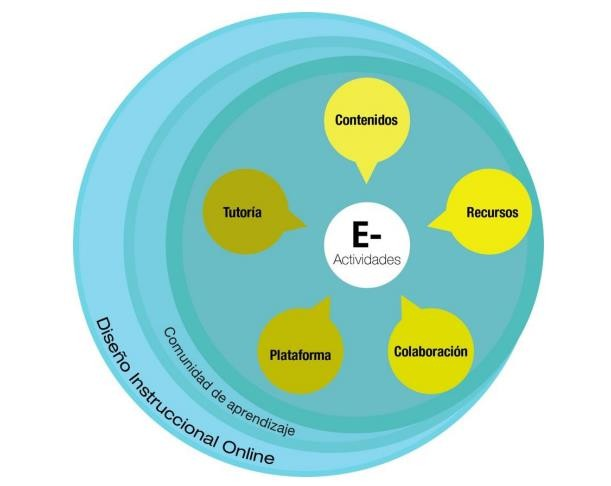 Contenidos
Tutoría
Recursos
E-
Actividades
Plataforma
Colaboración
Comunidad de aprendizaje
Diseño Instruccional Online